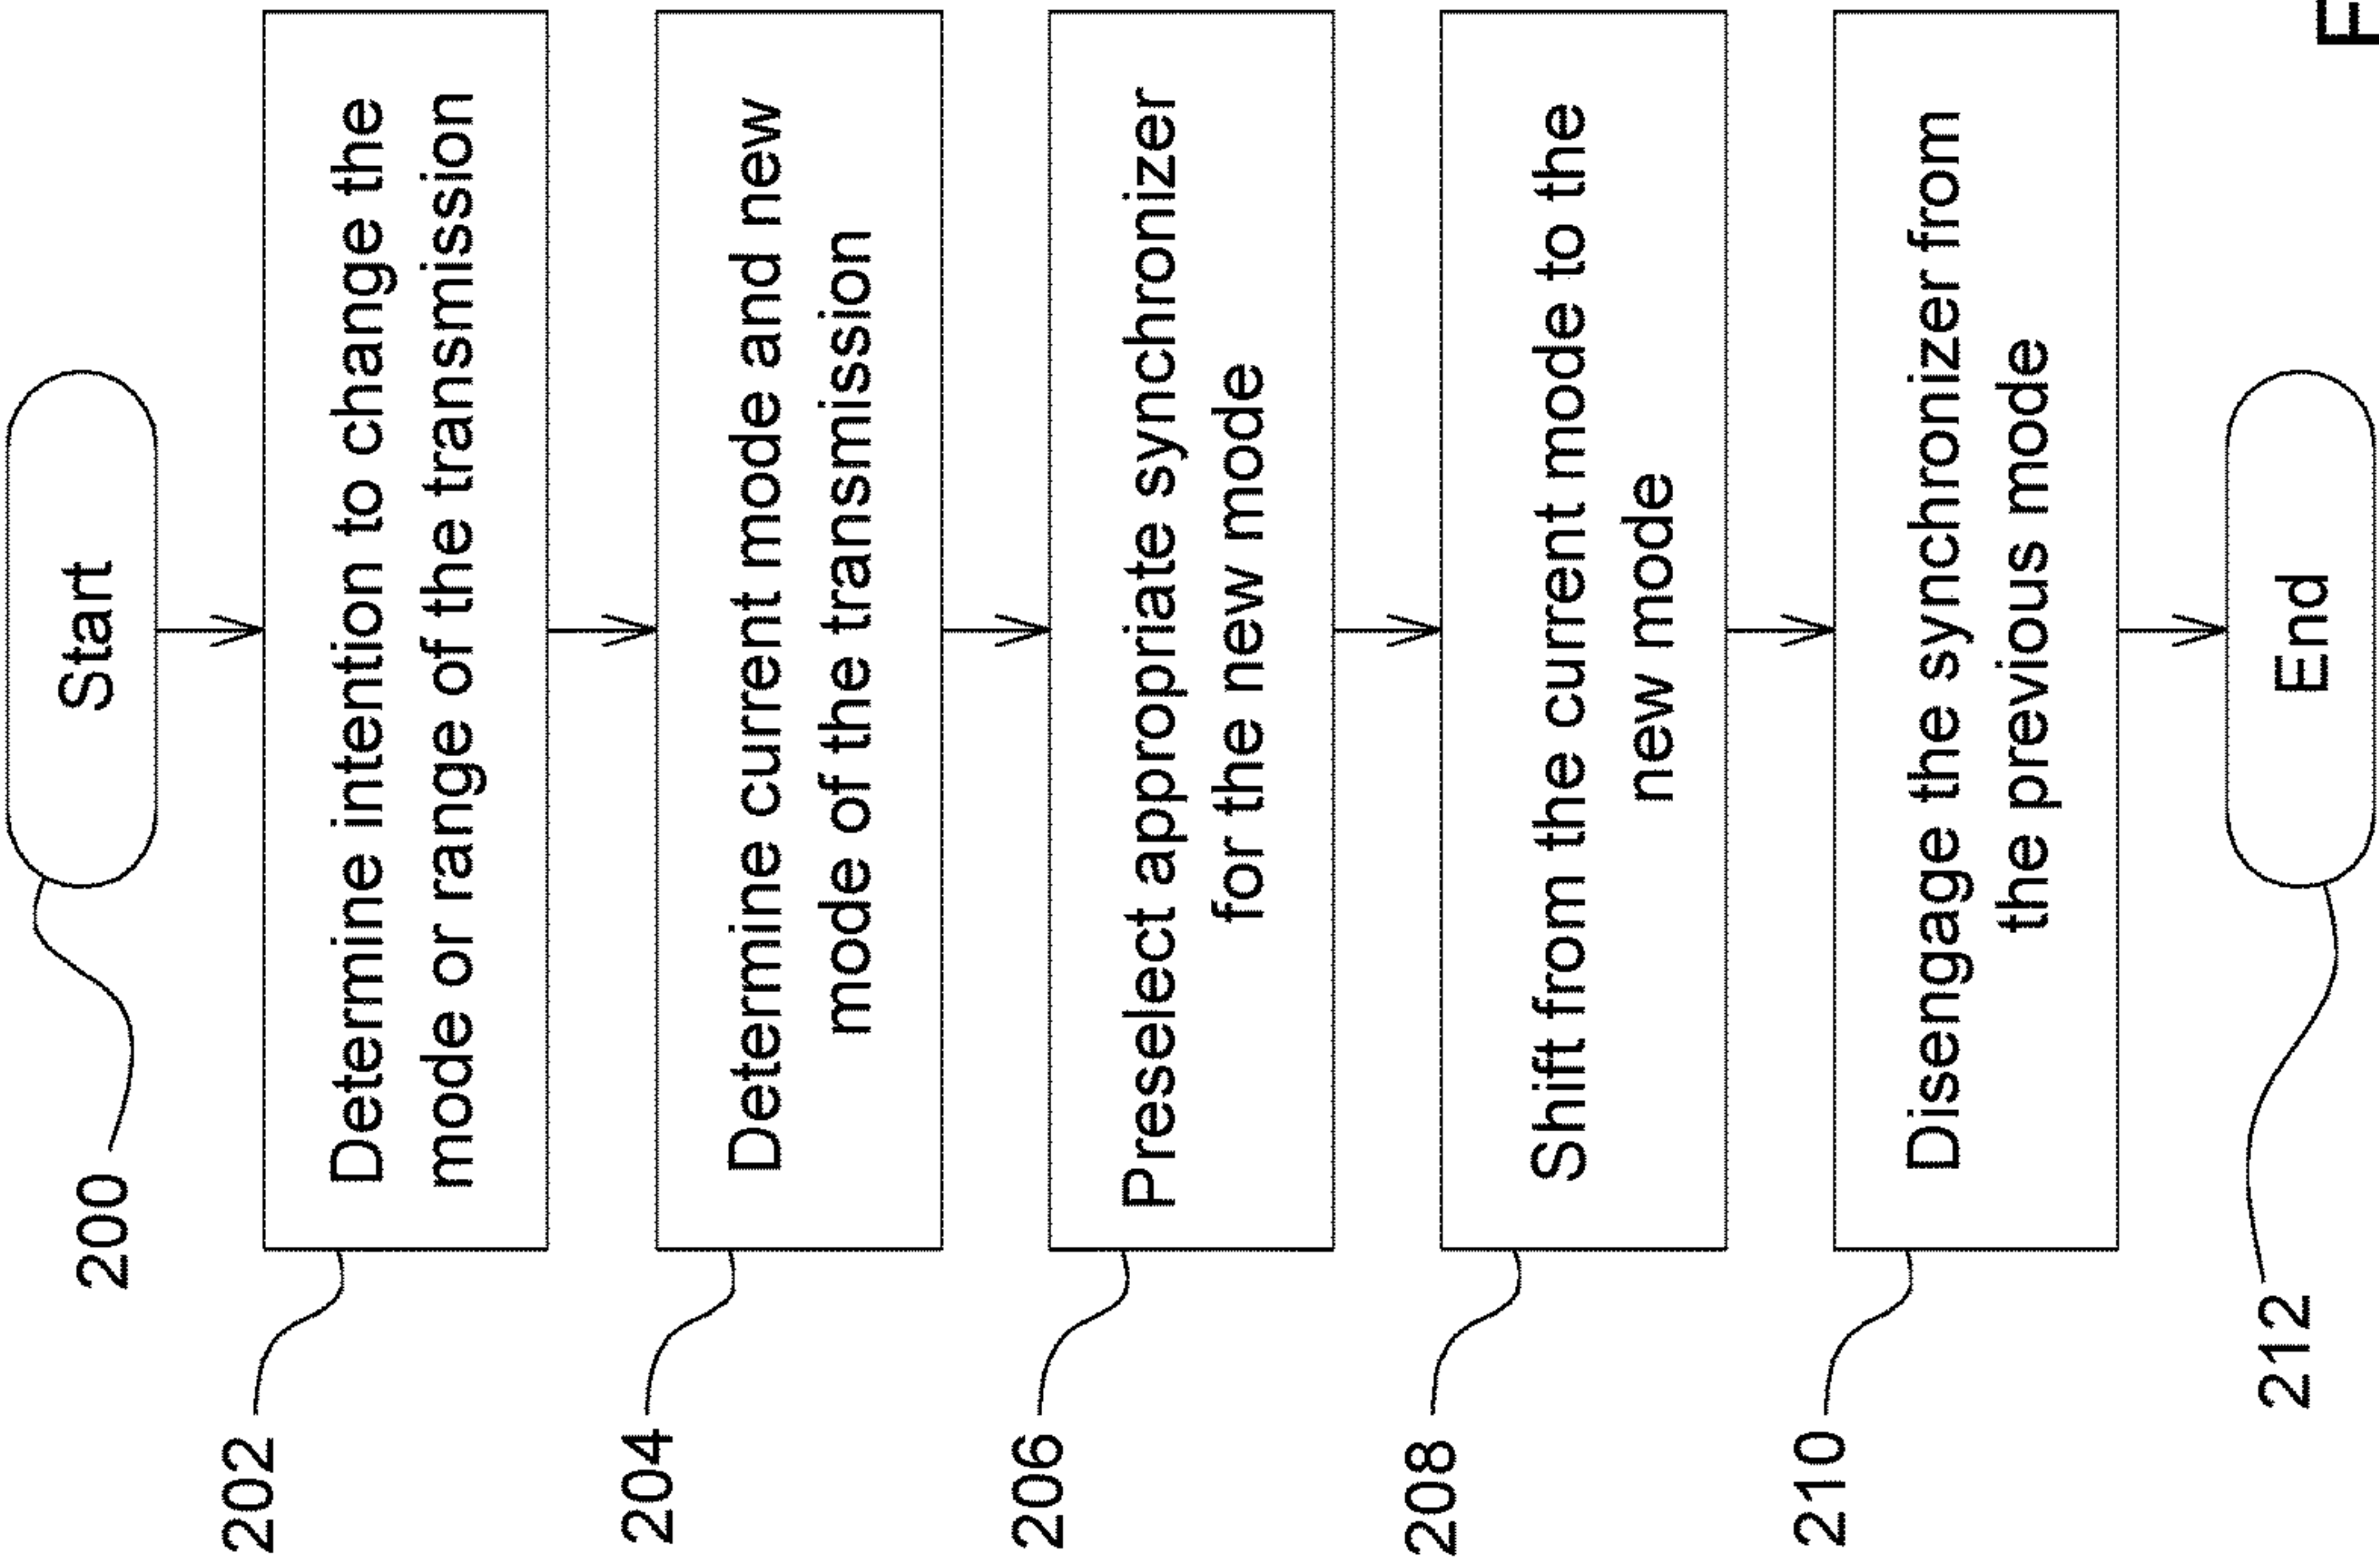 Start
200
Determine intention to change the
mode or range of the transmission
202
Determine current mode and new
mode of the transmission
204
Preselect appropriate synchronizer
for the new mode
206
Shift from the current mode to the
new mode
208
Disengage the synchronizer from
the previous mode
210
End
212